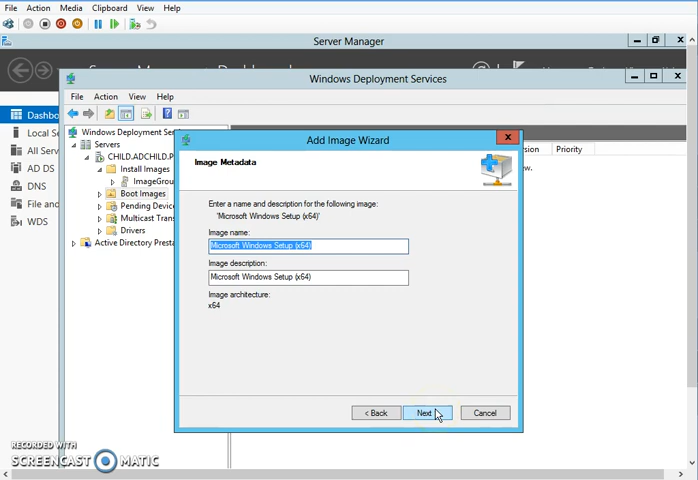 File Action Media Clipboard View Help
Server Manager
Windows Deployment Services
File Action View Help
Dashbo
Local Se
All Serv
AD DS
DNS
File and
WDS
Windows Deployment Se
Servers
CHILD.ADCHILD.P
Install Images
ImageGrou
Boot Images
Pending Device
Multicast Trans
Drivers
Active Directory Presta
rsion Priority
ew.
Add Image Wizard
Image Metadata
Enter a name and description for the following image:
'Microsoft Windows Setup (x64)'
Image name:
Microsoft Windows Setup (x64)
Image description:
Microsoft Windows Setup (x64)
Image architecture:
x64
< Back Next Cancel
RECORDED WITH
SCREENCAST MATIC